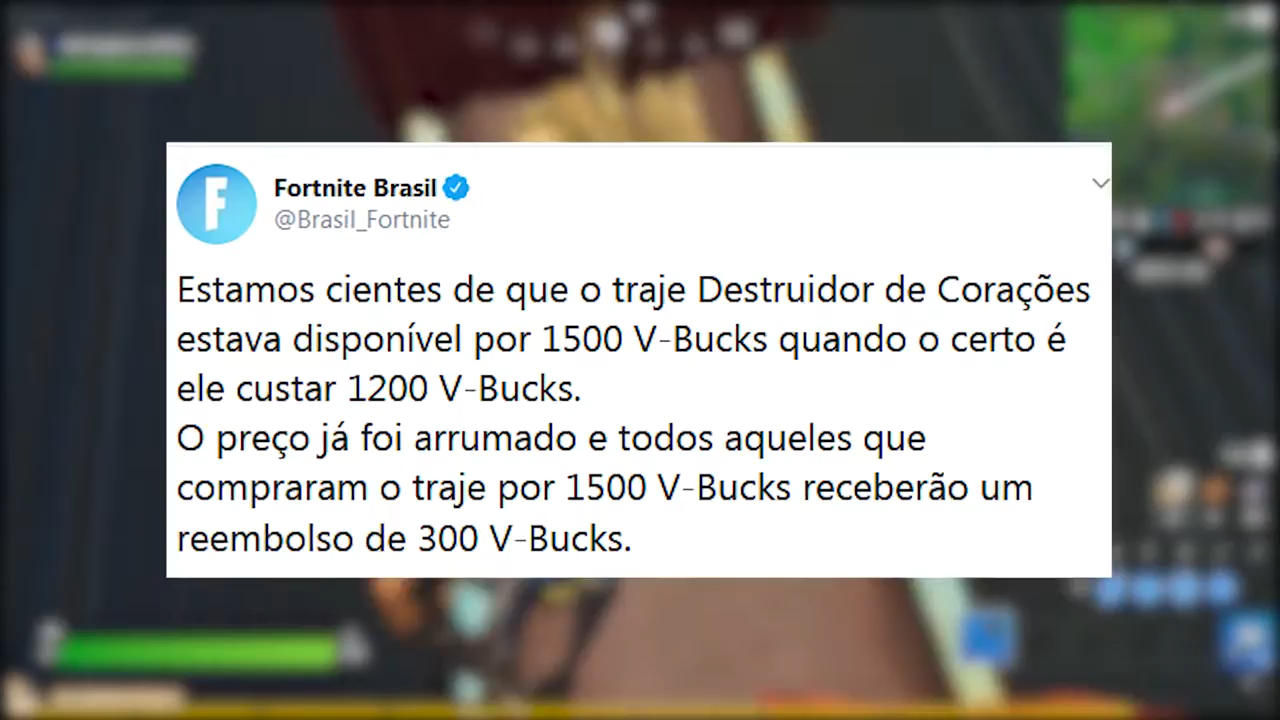 Fortnite Brasil
@Brasil_Fortnite
Estamos cientes de que o traje Destruidor de Corações
estava disponível por 1500 V-Bucks quando o certo é
ele custar 1200 V-Bucks.
O preço já foi arrumado e todos aqueles que
compraram o traje por 1500 V-Bucks receberão um
reembolso de 300 V-Bucks.